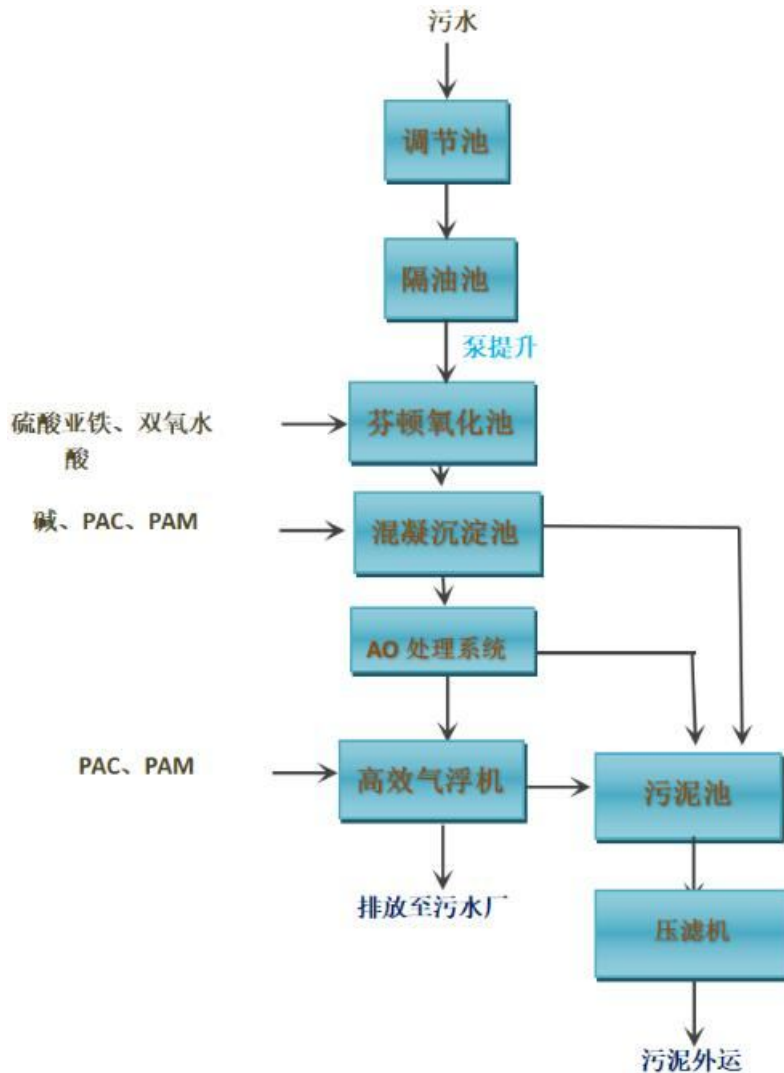 污水
调节池
隔油池
泵提升
硫酸亚铁、双氧水
酸
芬顿氧化池
碱、PAC、PAM
混凝沉淀池
AO 处理系统
PAC、PAM
高效气浮机
污泥池
排放至污水厂
压滤机
污泥外运